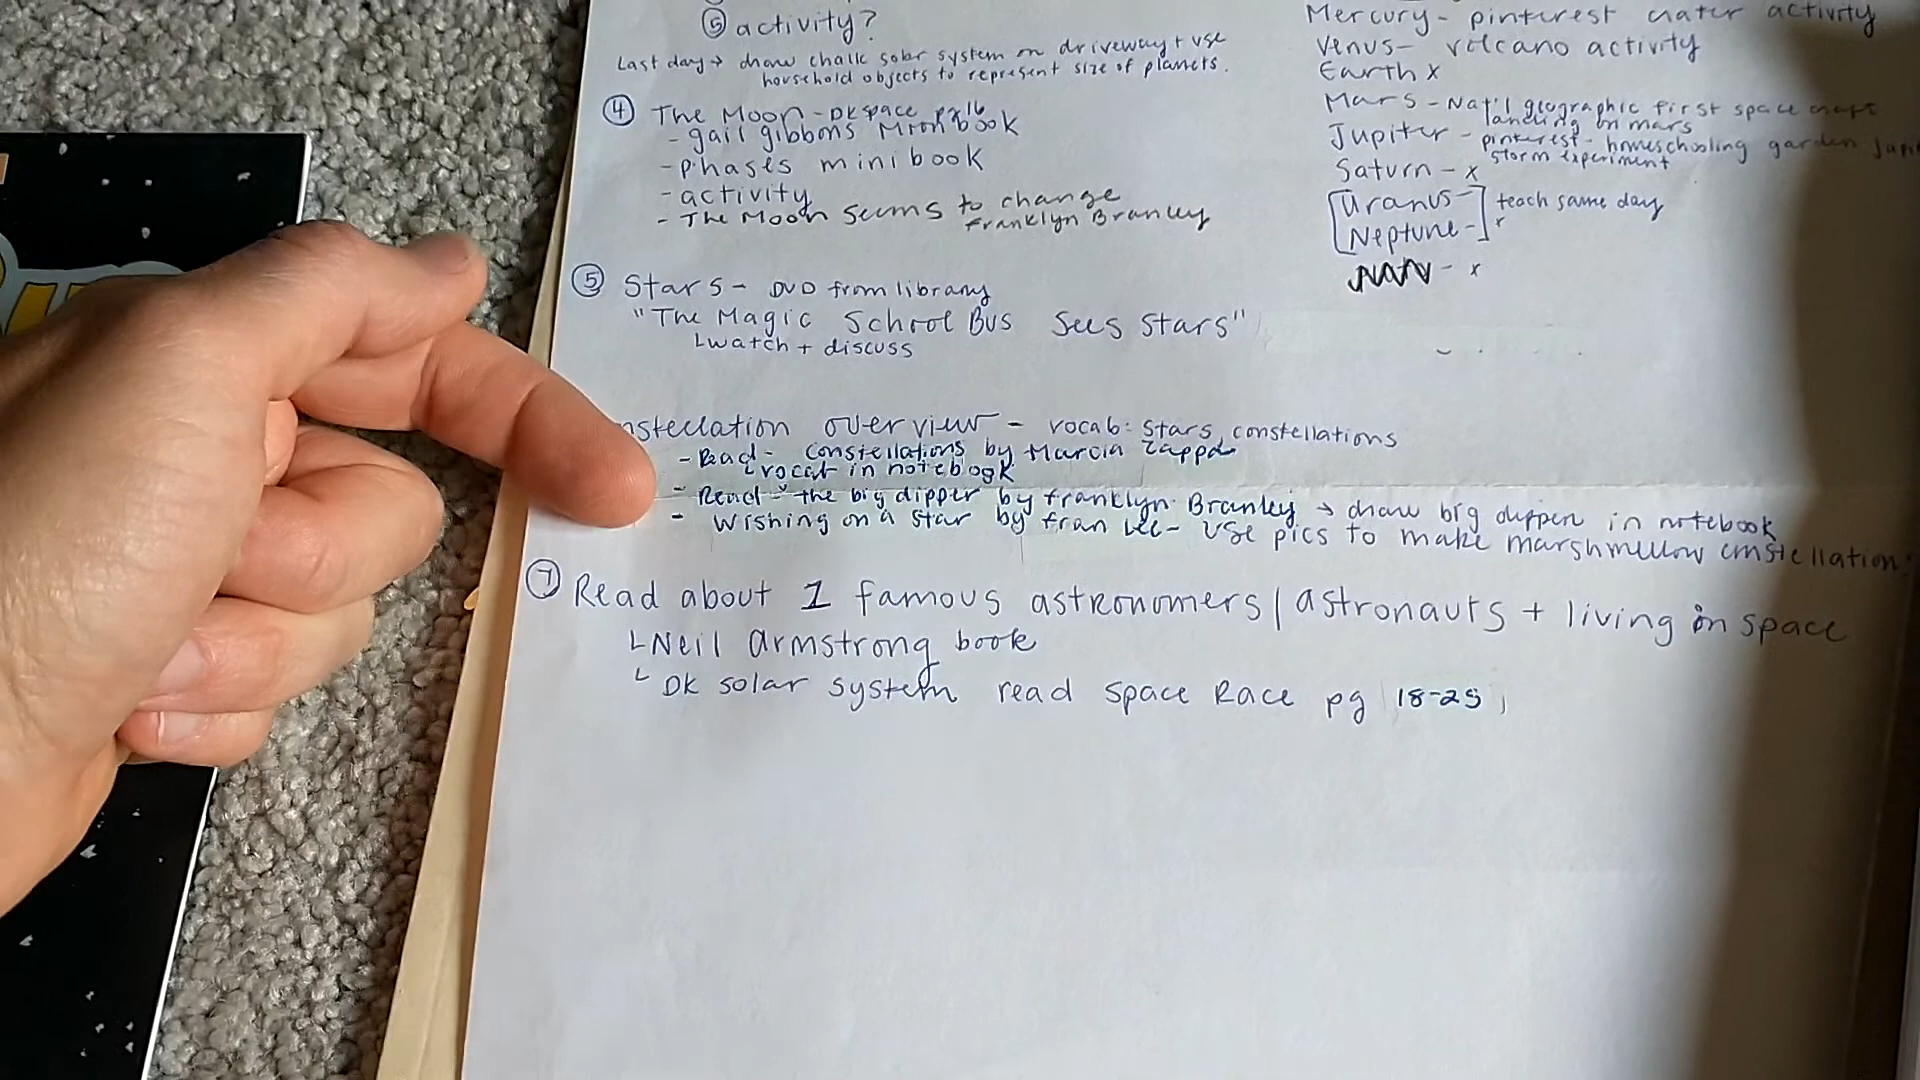 ⑤ activity?
Last day → draw chalk solar system on driveway + use
household objects to represent size of planets.
④ The Moon - DK space pg 16
- gail gibbons Moon book
- phases mini book
- activity
- The Moon seems to change
Franklyn Branley
⑤ Stars - DVD from library
"The Magic School Bus Sees Stars"
↳ watch + discuss
nstellation overview - vocab: stars, constellations
- Read - Constellations by Marcia Zappa
↳ vocab in notebook
- Read - the big dipper by franklyn Branley → draw big dipper in notebook
- Wishing on a star by fran lee - use pics to make marshmellow constellation
⑦ Read about 1 famous astronomers / astronauts + living in space
↳ Neil armstrong book
↳ DK solar system read space Race pg 18-25
Mercury - pinterest crater activity
Venus - volcano activity
Earth x
Mars - Nat'l geographic first space craft
landing on mars
Jupiter - pinterest - homeschooling garden Jupi
storm experiment
Saturn - x
[Uranus -] teach same day
[Neptune -] x
- x